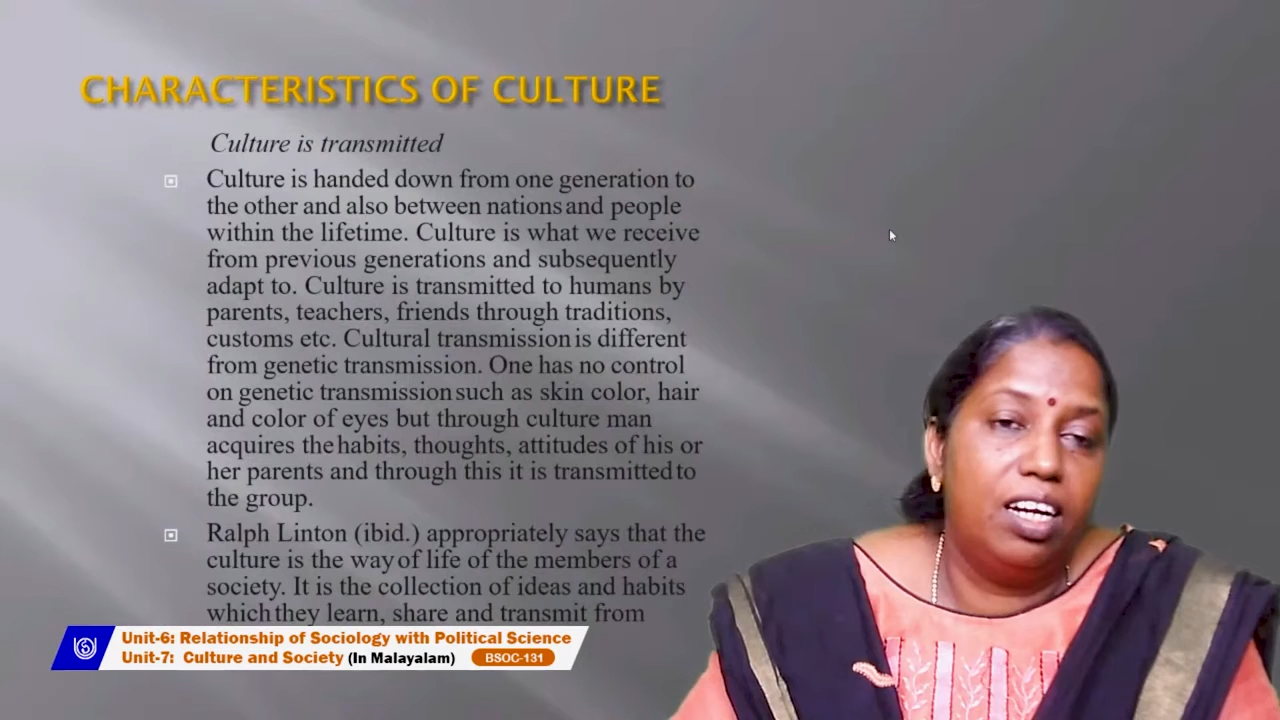 CHARACTERISTICS OF CULTURE
Culture is transmitted
Culture is handed down from one generation to
the other and also between nations and people
within the lifetime. Culture is what we receive
from previous generations and subsequently
adapt to. Culture is transmitted to humans by
parents, teachers, friends through traditions,
customs etc. Cultural transmission is different
from genetic transmission. One has no control
on genetic transmission such as skin color, hair
and color of eyes but through culture man
acquires the habits, thoughts, attitudes of his or
her parents and through this it is transmitted to
the group.
Ralph Linton (ibid.) appropriately says that the
culture is the way of life of the members of a
society. It is the collection of ideas and habits
which they learn, share and transmit from
Unit-6: Relationship of Sociology with Political Science
Unit-7: Culture and Society (In Malayalam) BSOC-131